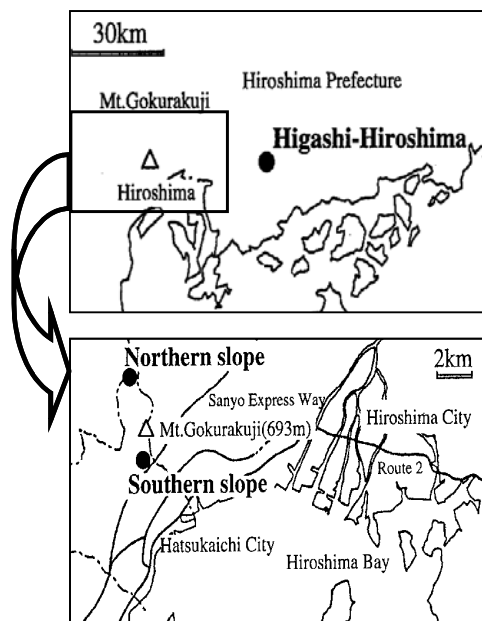 30km
Hiroshima Prefecture
Mt.Gokurakuji
Higashi-Hiroshima
Hiroshima
Northern slope
2km
Sanyo Express Way
Hiroshima City
Mt.Gokurakuji(693m)
Southern slope
Route 2
Hatsukaichi City
Hiroshima Bay